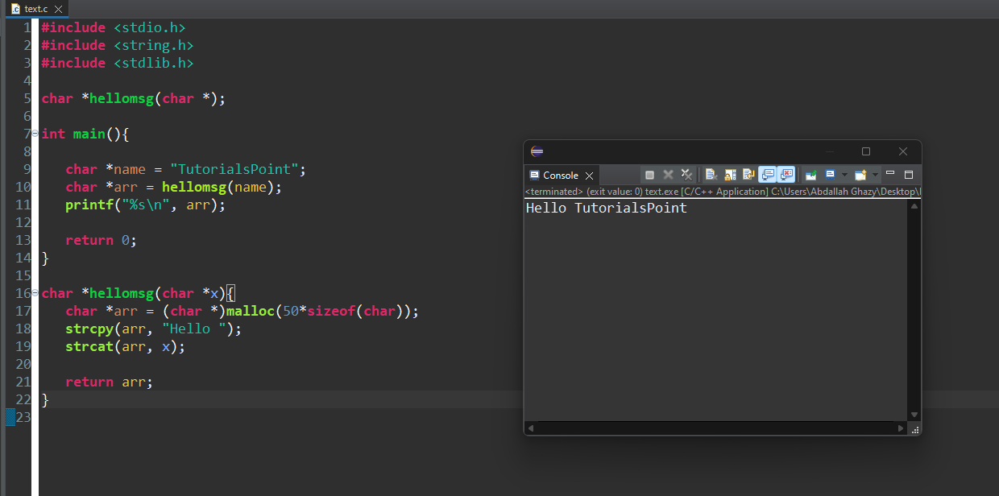 text.c
1 #include <stdio.h>
2 #include <string.h>
3 #include <stdlib.h>
4
5 char *hellomsg(char *);
6
7 int main(){
8
9    char *name = "TutorialsPoint";
10    char *arr = hellomsg(name);
11    printf("%s\n", arr);
12
13    return 0;
14 }
15
16 char *hellomsg(char *x){
17    char *arr = (char *)malloc(50*sizeof(char));
18    strcpy(arr, "Hello ");
19    strcat(arr, x);
20
21    return arr;
22 }
23
Console
<terminated> (exit value: 0) text.exe [C/C++ Application] C:\Users\Abdallah Ghazy\Desktop\
Hello TutorialsPoint